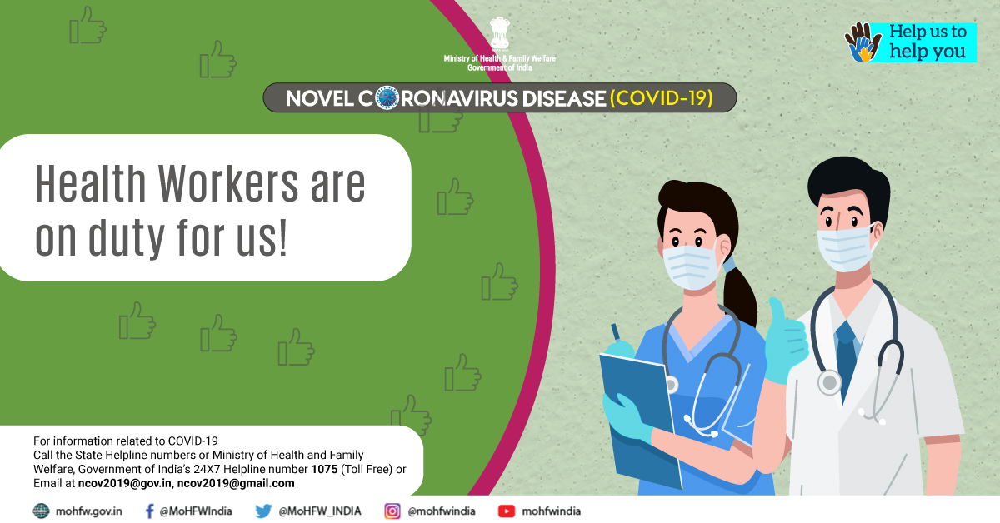 Ministry of Health & Family Welfare
Government of India
Help us to
help you
NOVEL CORONAVIRUS DISEASE (COVID-19)
Health Workers are
on duty for us!
For information related to COVID-19
Call the State Helpline numbers or Ministry of Health and Family
Welfare, Government of India's 24X7 Helpline number 1075 (Toll Free) or
Email at ncov2019@gov.in, ncov2019@gmail.com
mohfw.gov.in @MoHFWIndia @MoHFW_INDIA @mohfwindia mohfwindia